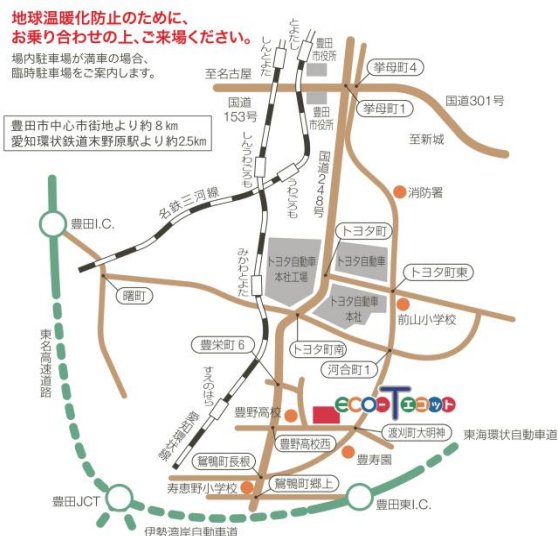 地球温暖化防止のために、
お乗り合わせの上、ご来場ください。
場内駐車場が満車の場合、
臨時駐車場をご案内します。
豊田市中心市街地より約8km
愛知環状鉄道末野原駅より約2.5km
しんとよた
とよたし
豊田
市役所
至名古屋
国道
153号
豊田
市役所
挙母町4
挙母町1
国道301号
至新城
国道248号
しんうわごろも
うわごろも
名鉄三河線
消防署
豊田I.C.
トヨタ町
みかわとよた
トヨタ自動車
本社工場
トヨタ自動車
トヨタ町東
曙町
トヨタ自動車
本社
前山小学校
東名高速道路
豊栄町6
トヨタ町南
河合町1
すえのはら
eco-Tエコット
豊野高校
渡刈町大明神
愛知環状線
豊野高校西
東海環状自動車道
豊寿園
鴛鴨町長根
寿恵野小学校
鴛鴨町郷上
豊田JCT
豊田東I.C.
伊勢湾岸自動車道